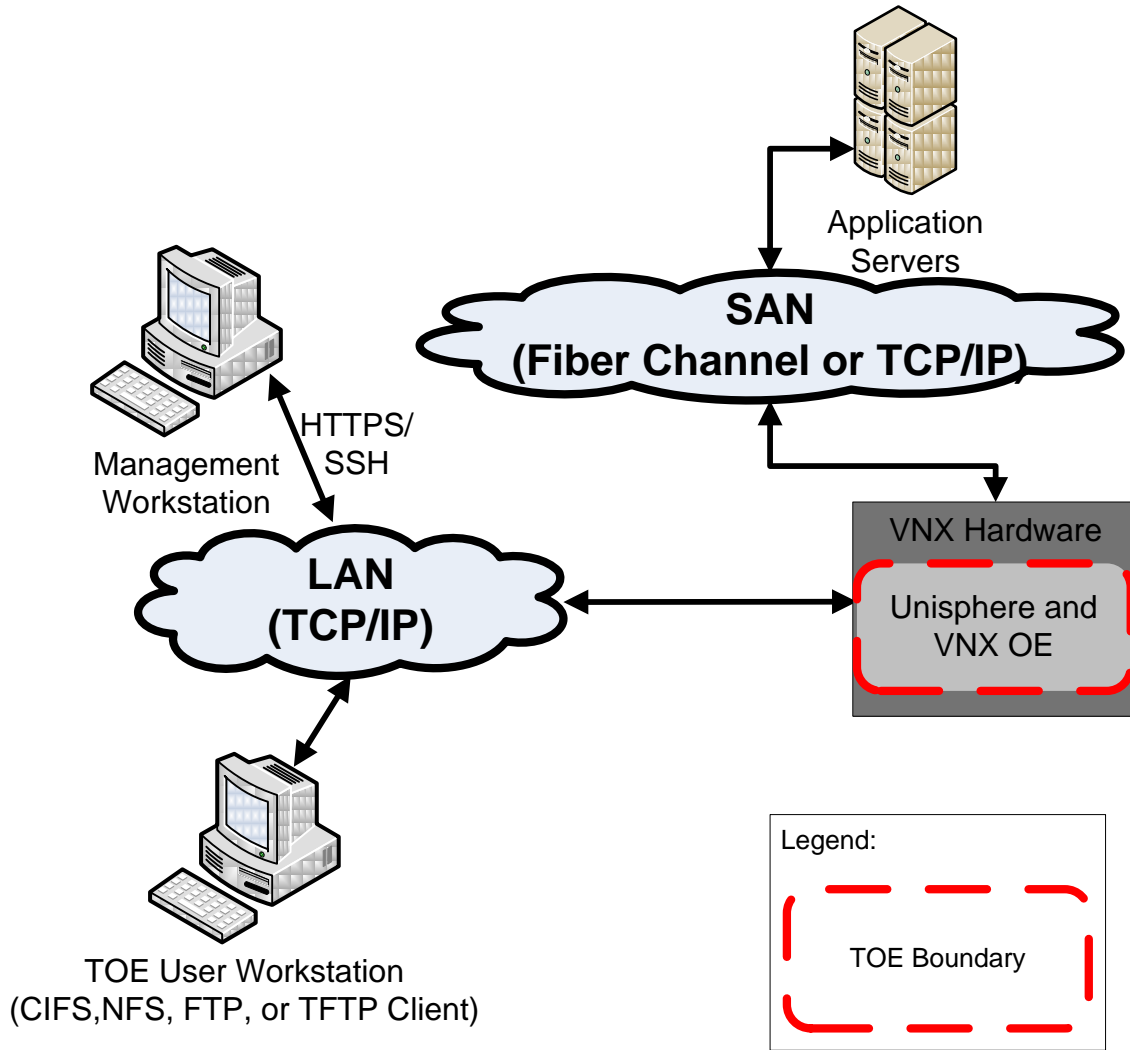 Application
Servers
SAN
(Fiber Channel or TCP/IP)
HTTPS/
SSH
Management
Workstation
VNX Hardware
LAN
(TCP/IP)
Unisphere and
VNX OE
Legend:
TOE Boundary
TOE User Workstation
(CIFS,NFS, FTP, or TFTP Client)